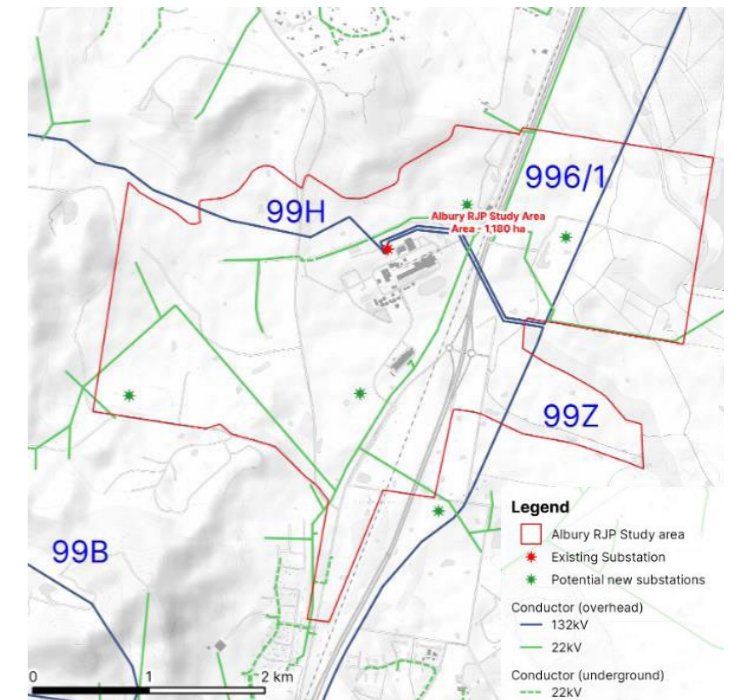 996/1
99H
Albury RJP Study Area
Area - 1,180 ha
99Z
99B
Legend
Albury RJP Study area
Existing Substation
Potential new substations
Conductor (overhead)
132kV
22kV
Conductor (underground)
22kV
0 1 2 km